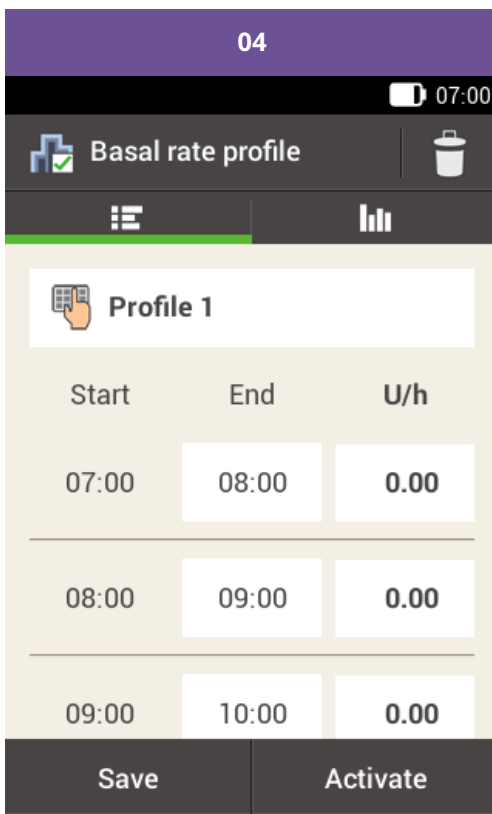 04
07:00
Basal rate profile
Profile 1
Start End U/h
07:00 08:00 0.00
08:00 09:00 0.00
09:00 10:00 0.00
Save Activate